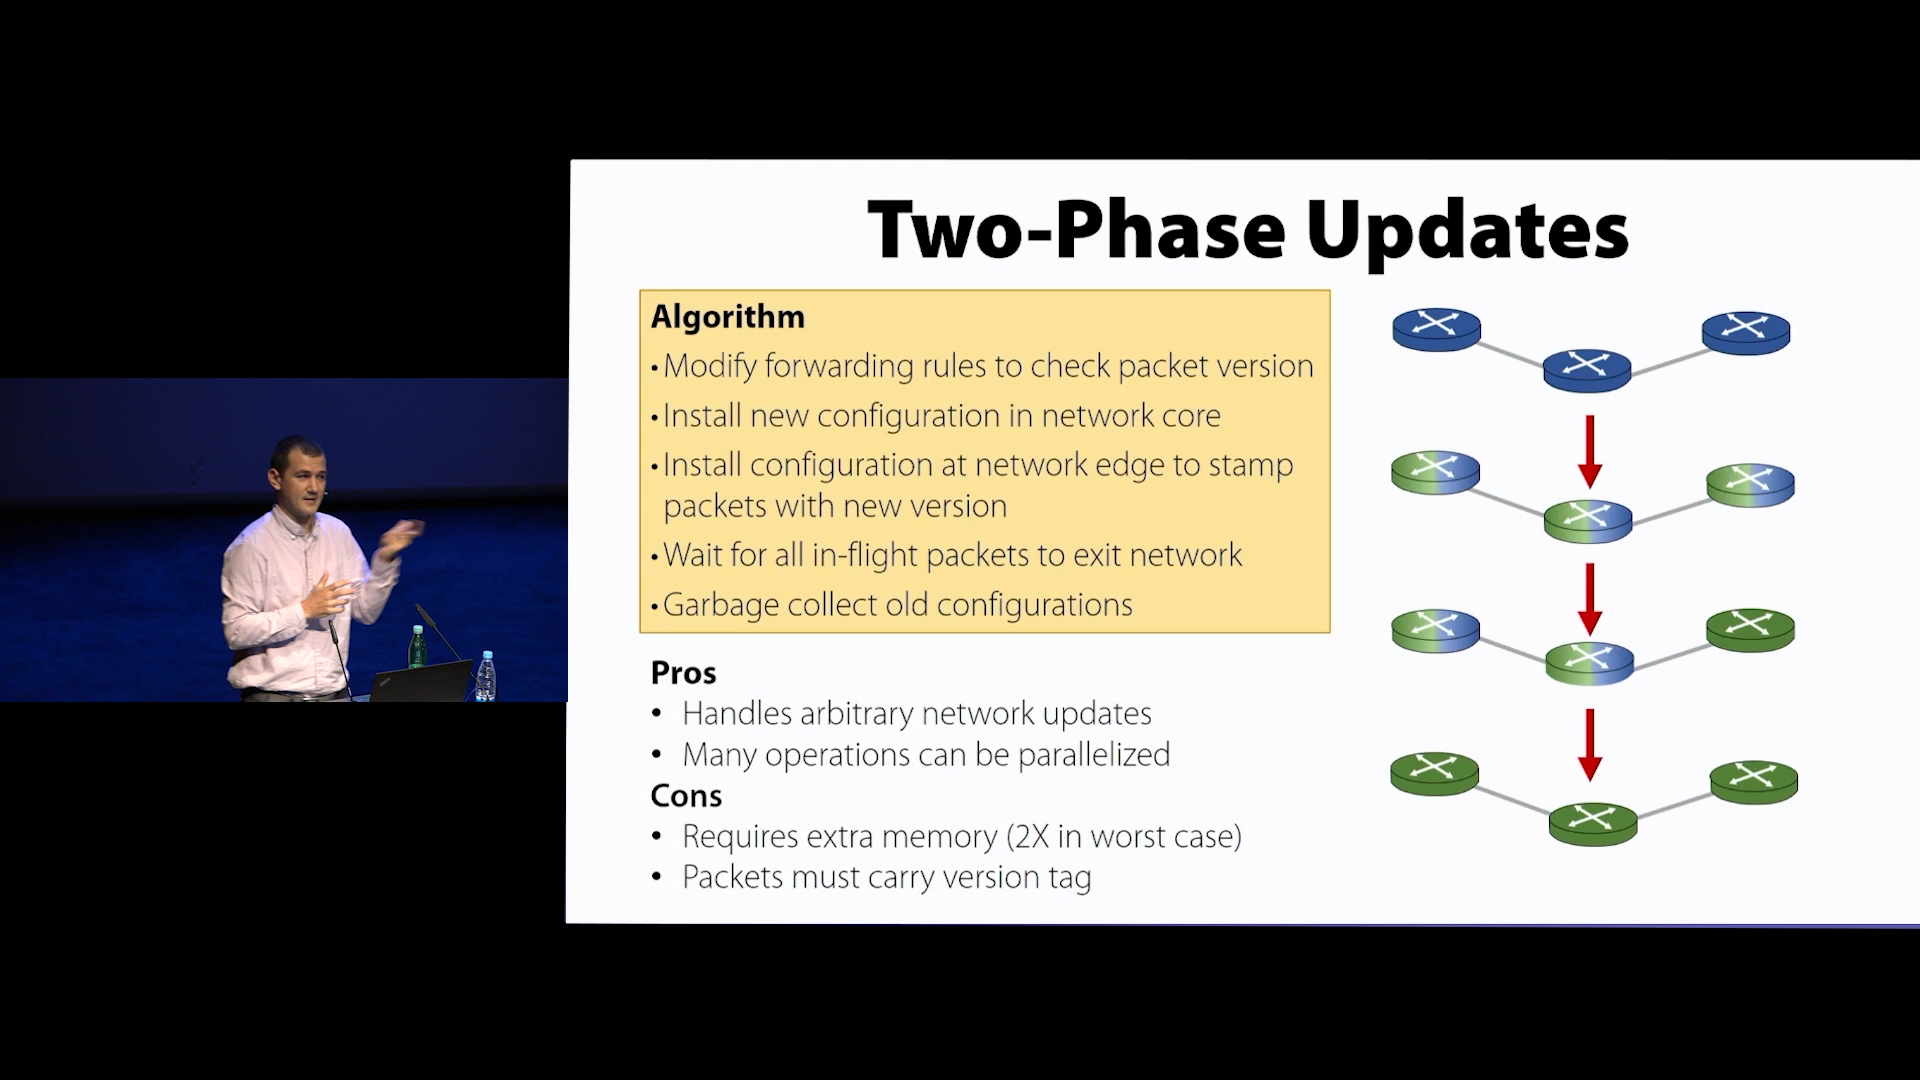 Two-Phase Updates
Algorithm
• Modify forwarding rules to check packet version
• Install new configuration in network core
• Install configuration at network edge to stamp
packets with new version
• Wait for all in-flight packets to exit network
• Garbage collect old configurations
Pros
• Handles arbitrary network updates
• Many operations can be parallelized
Cons
• Requires extra memory (2X in worst case)
• Packets must carry version tag